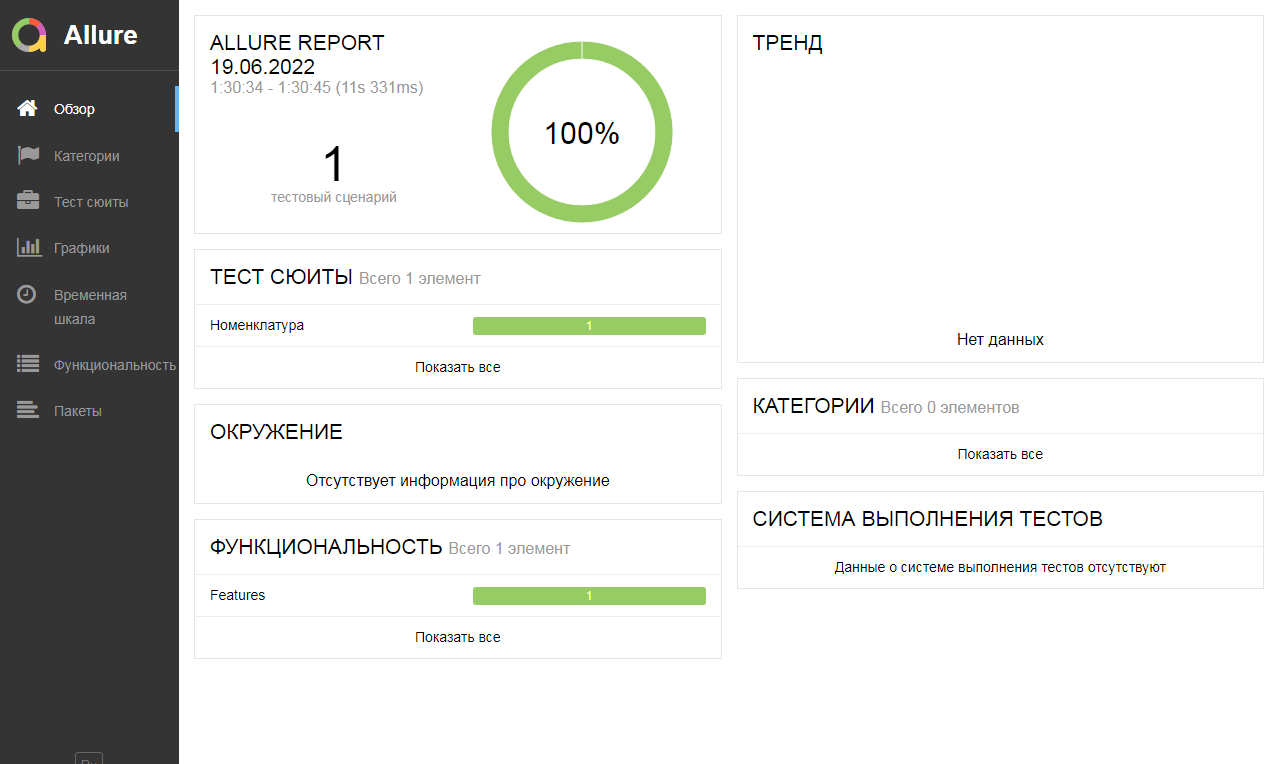 Allure
Обзор
Категории
Тест сюиты
Графики
Временная
шкала
Функциональность
Пакеты
ALLURE REPORT
19.06.2022
1:30:34 - 1:30:45 (11s 331ms)
1
тестовый сценарий
100%
ТЕСТ СЮИТЫ Всего 1 элемент
Номенклатура 1
Показать все
ОКРУЖЕНИЕ
Отсутствует информация про окружение
ФУНКЦИОНАЛЬНОСТЬ Всего 1 элемент
Features 1
Показать все
ТРЕНД
Нет данных
КАТЕГОРИИ Всего 0 элементов
Показать все
СИСТЕМА ВЫПОЛНЕНИЯ ТЕСТОВ
Данные о системе выполнения тестов отсутствуют